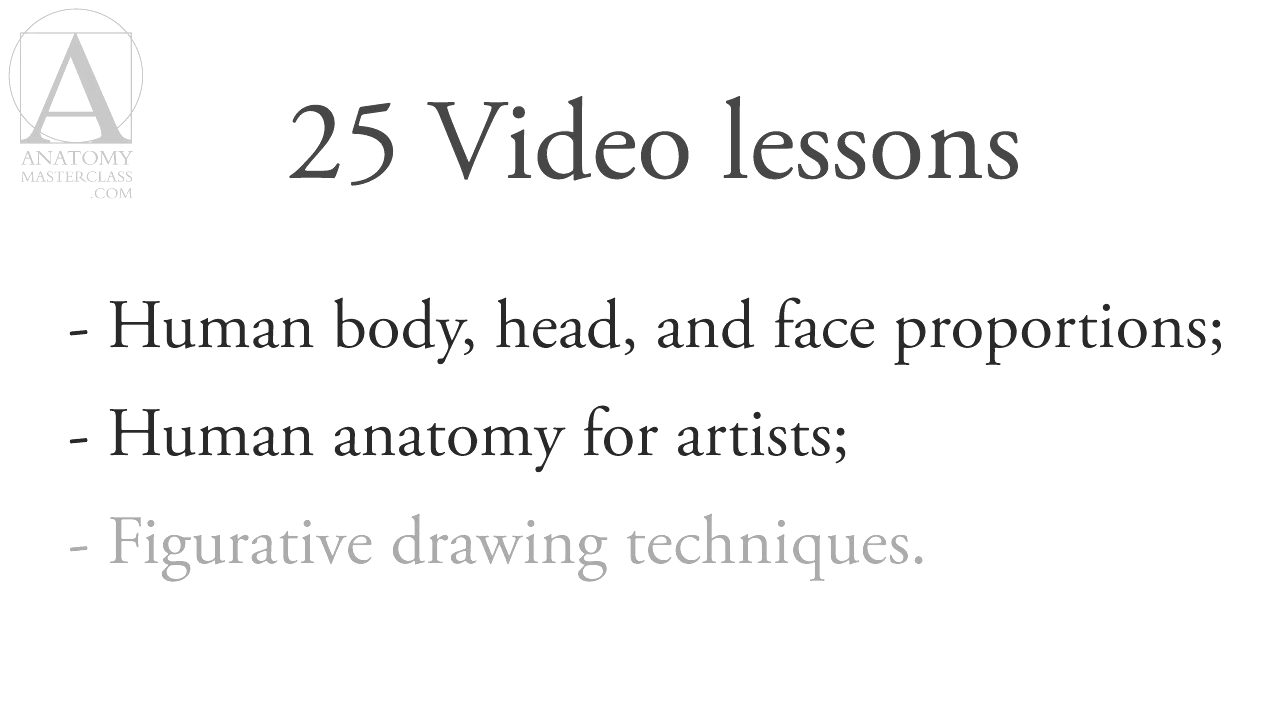 A
ANATOMY
MASTERCLASS
.COM
25 Video lessons
- Human body, head, and face proportions;
- Human anatomy for artists;
- Figurative drawing techniques.